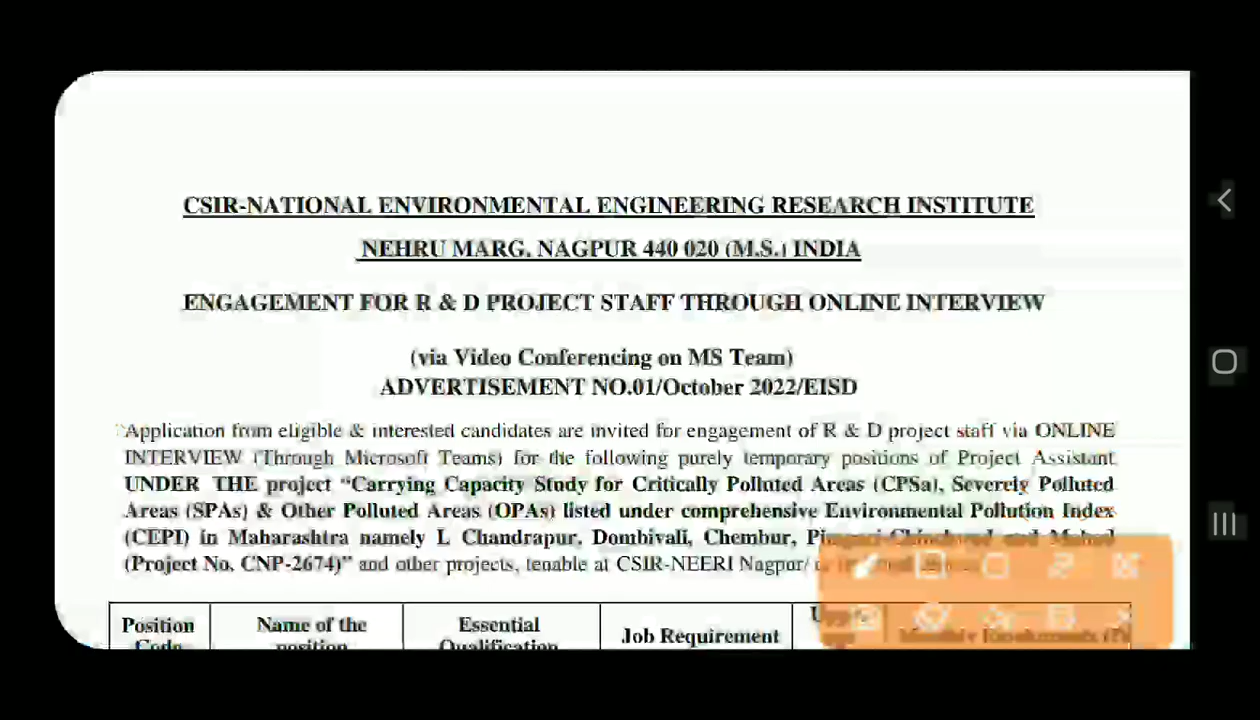 CSIR-NATIONAL ENVIRONMENTAL ENGINEERING RESEARCH INSTITUTE
NEHRU MARG, NAGPUR 440 020 (M.S.) INDIA
ENGAGEMENT FOR R & D PROJECT STAFF THROUGH ONLINE INTERVIEW
(via Video Conferencing on MS Team)
ADVERTISEMENT NO.01/October 2022/EISD
Application from eligible & interested candidates are invited for engagement of R & D project staff via ONLINE
INTERVIEW (Through Microsoft Teams) for the following purely temporary positions of Project Assistant
UNDER THE project “Carrying Capacity Study for Critically Polluted Areas (CPSa), Severely Polluted
Areas (SPAs) & Other Polluted Areas (OPAs) listed under comprehensive Environmental Pollution Index
(CEPI) in Maharashtra namely L Chandrapur, Dombivali, Chembur,
(Project No. CNP-2674)” and other projects, tenable at CSIR-NEERI Nagpur/
Position Name of the Essential Job Requirement
Code position Qualification